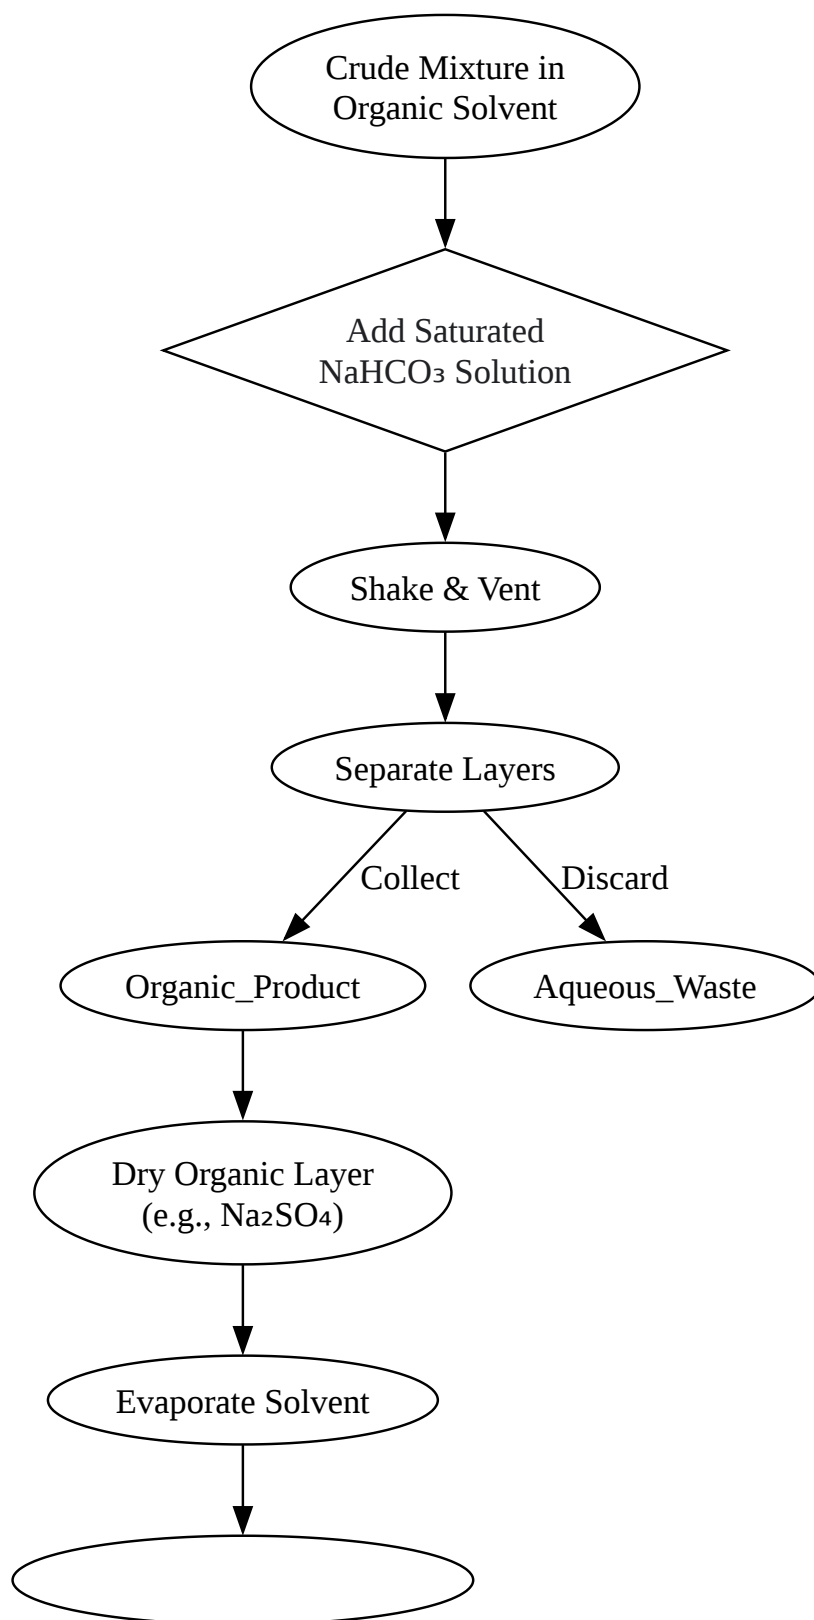 Crude Mixture in
Organic Solvent
Add Saturated
NaHCO₃ Solution
Shake & Vent
Separate Layers
Collect
Discard
Organic_Product
Aqueous_Waste
Dry Organic Layer
(e.g., Na₂SO₄)
Evaporate Solvent